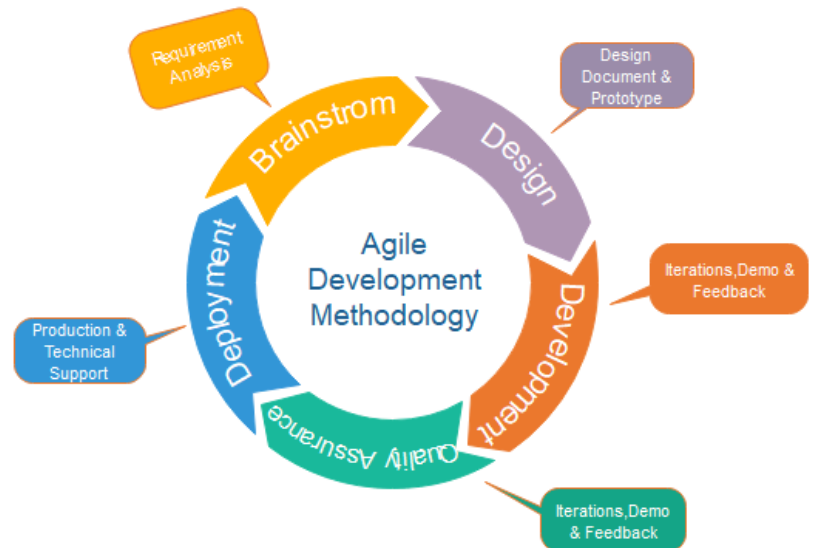 Requirement
Analysis
Brainstrom
Design
Document &
Prototype
Design
Agile
Development
Methodology
Iterations,Demo &
Feedback
Development
Production &
Technical
Support
Deployment
Quality Assurance
Iterations,Demo
& Feedback